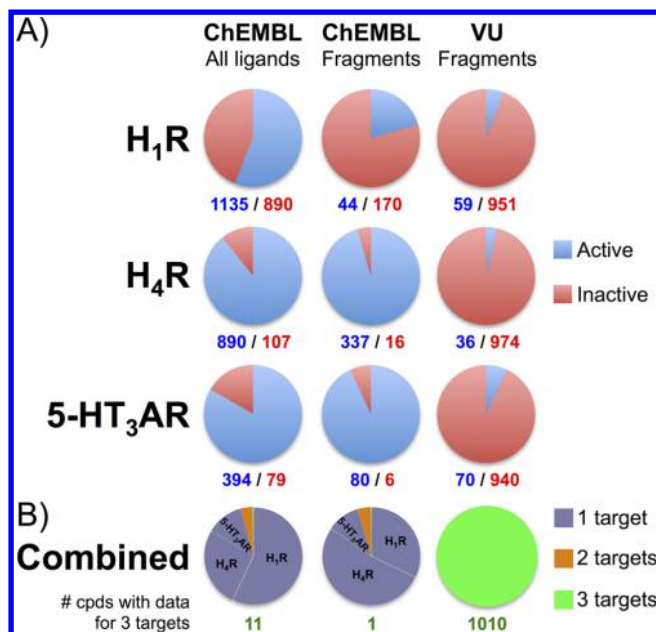 A)
ChEMBL ChEMBL VU
All ligands Fragments Fragments
H₁R
1135 / 890 44 / 170 59 / 951
H₄R
890 / 107 337 / 16 36 / 974
Active
Inactive
5-HT₃AR
394 / 79 80 / 6 70 / 940
B)
Combined
5-HT₃AR H₄R H₁R
5-HT₃AR H₄R H₁R
1 target
2 targets
3 targets
# cpds with data
for 3 targets 11 1 1010